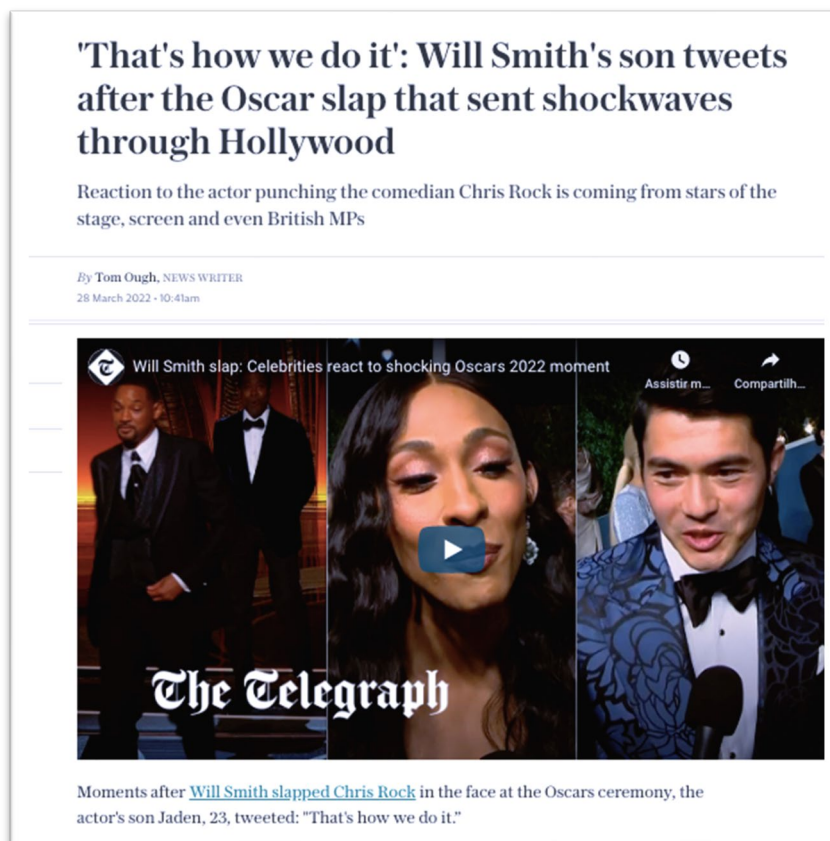 'That's how we do it': Will Smith's son tweets
after the Oscar slap that sent shockwaves
through Hollywood
Reaction to the actor punching the comedian Chris Rock is coming from stars of the
stage, screen and even British MPs
By Tom Ough, NEWS WRITER
28 March 2022 • 10:41am
T
Will Smith slap: Celebrities react to shocking Oscars 2022 moment
Assistir m...
Compartilh...
The Telegraph
Moments after Will Smith slapped Chris Rock in the face at the Oscars ceremony, the
actor's son Jaden, 23, tweeted: "That's how we do it."